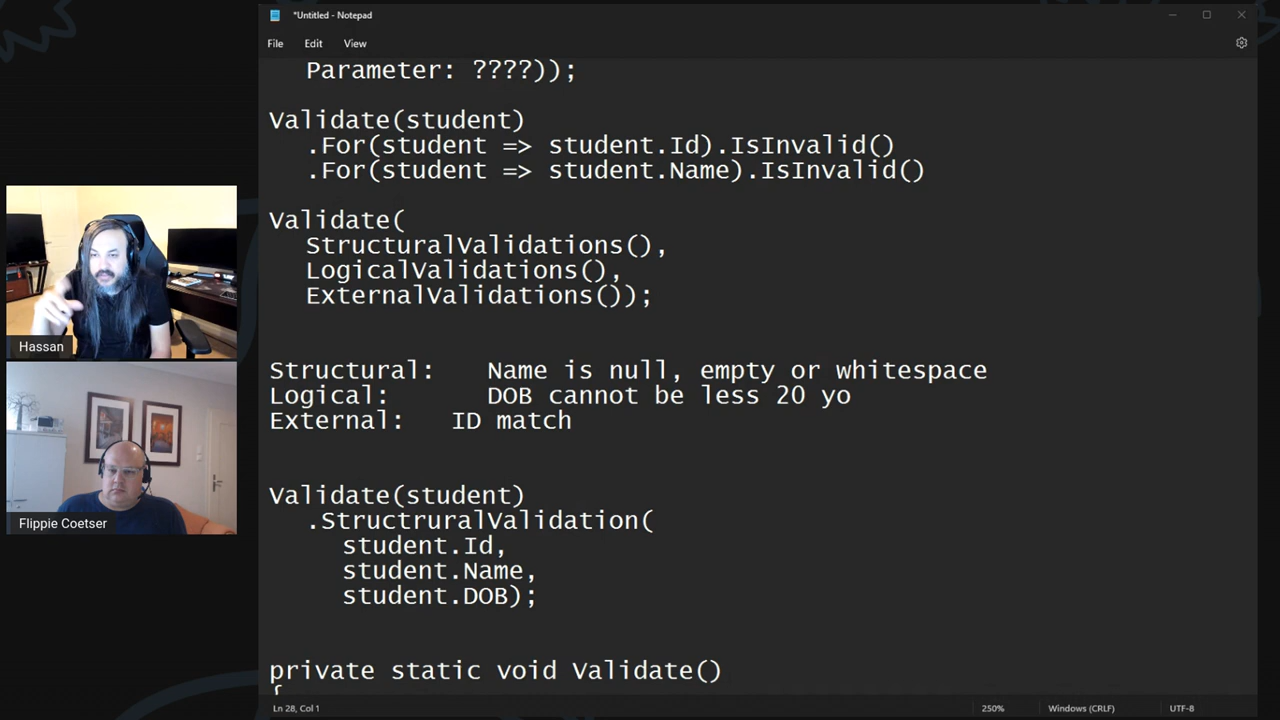 *Untitled - Notepad
File Edit View
Parameter: ????));
Validate(student)
.For(student => student.Id).IsInvalid()
.For(student => student.Name).IsInvalid()
Validate(
StructuralValidations(),
LogicalValidations(),
ExternalValidations());
Structural: Name is null, empty or whitespace
Logical: DOB cannot be less 20 yo
External: ID match
Validate(student)
.StructruralValidation(
student.Id,
student.Name,
student.DOB);
private static void Validate()
{
Ln 28, Col 1 250% Windows (CRLF) UTF-8
Hassan
Flippie Coetser